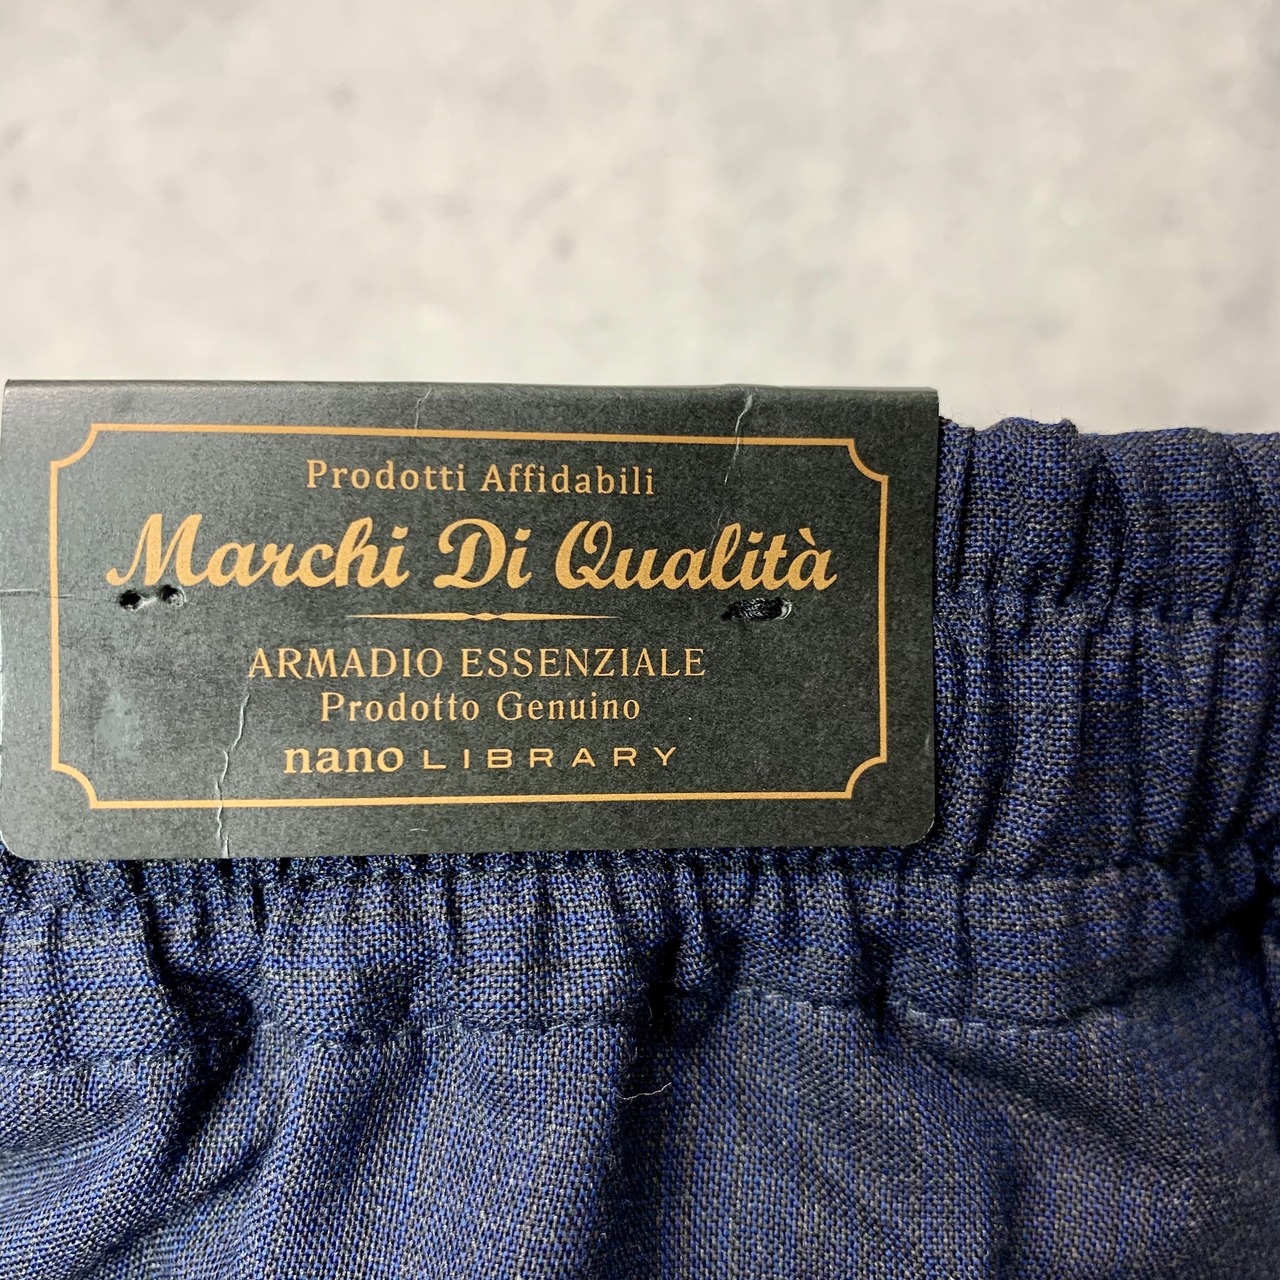 Prodotti Affidabili
Marchi Di Qualità
ARMADIO ESSENZIALE
Prodotto Genuino
nano LIBRARY